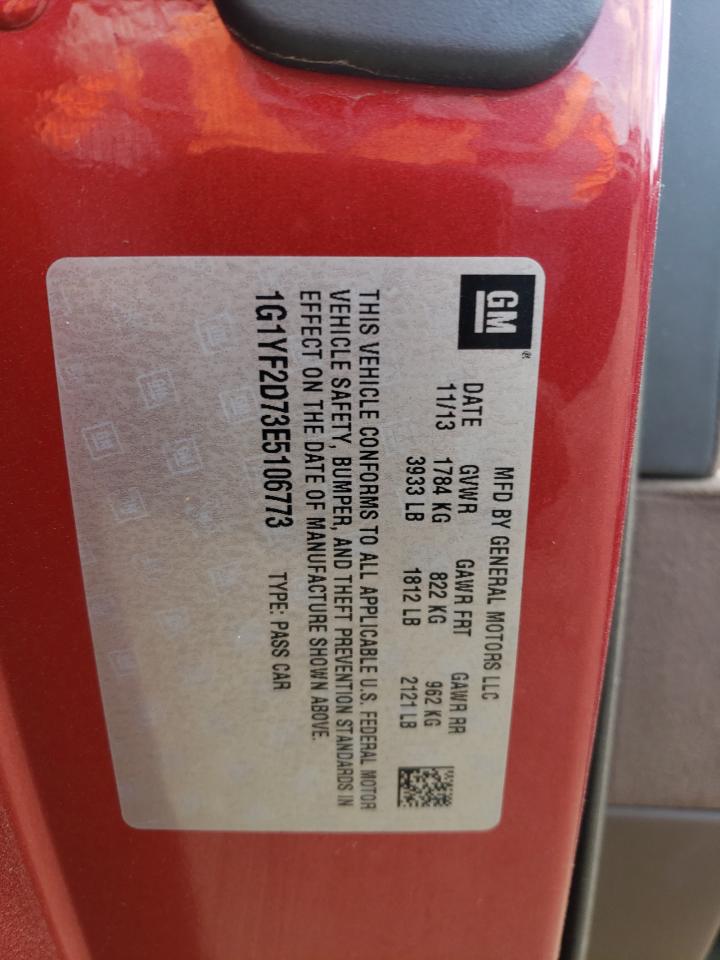 GM®
MFD BY GENERAL MOTORS LLC
DATE GVWR GAWR FRT GAWR RR
11/13 1784 KG 822 KG 962 KG
3933 LB 1812 LB 2121 LB
THIS VEHICLE CONFORMS TO ALL APPLICABLE U.S. FEDERAL MOTOR
VEHICLE SAFETY, BUMPER, AND THEFT PREVENTION STANDARDS IN
EFFECT ON THE DATE OF MANUFACTURE SHOWN ABOVE.
1G1YF2D73E5106773 TYPE: PASS CAR